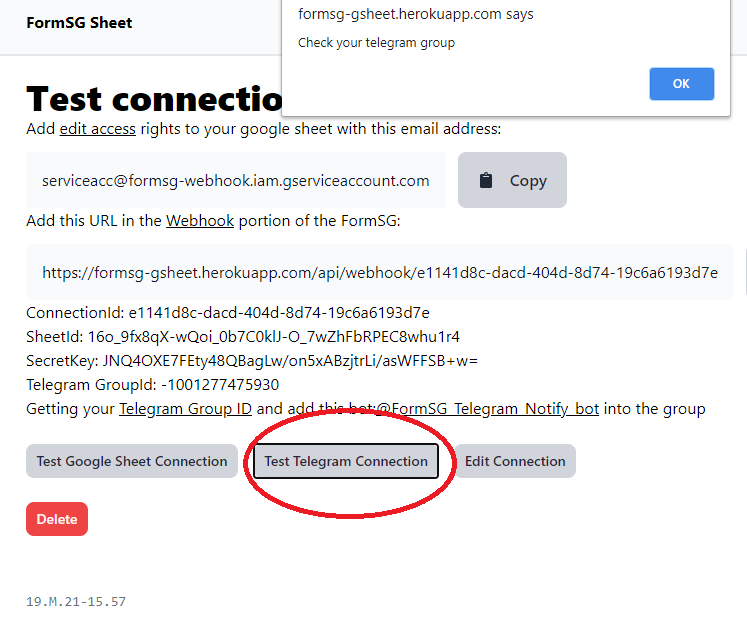 FormSG Sheet
formsg-gsheet.herokuapp.com says
Check your telegram group
OK
Test connectio
Add edit access rights to your google sheet with this email address:
serviceacc@formsg-webhook.iam.gserviceaccount.com
Copy
Add this URL in the Webhook portion of the FormSG:
https://formsg-gsheet.herokuapp.com/api/webhook/e1141d8c-dacd-404d-8d74-19c6a6193d7e
ConnectionId: e1141d8c-dacd-404d-8d74-19c6a6193d7e
SheetId: 16o_9fx8qX-wQoi_0b7C0klJ-O_7wZhFbRPEC8whu1r4
SecretKey: JNQ4OXE7FEty48QBagLw/on5xABzjtrLi/asWFFSB+w=
Telegram GroupId: -1001277475930
Getting your Telegram Group ID and add this bot:@FormSG_Telegram_Notify_bot into the group
Test Google Sheet Connection
Test Telegram Connection
Edit Connection
Delete
19.M.21-15.57